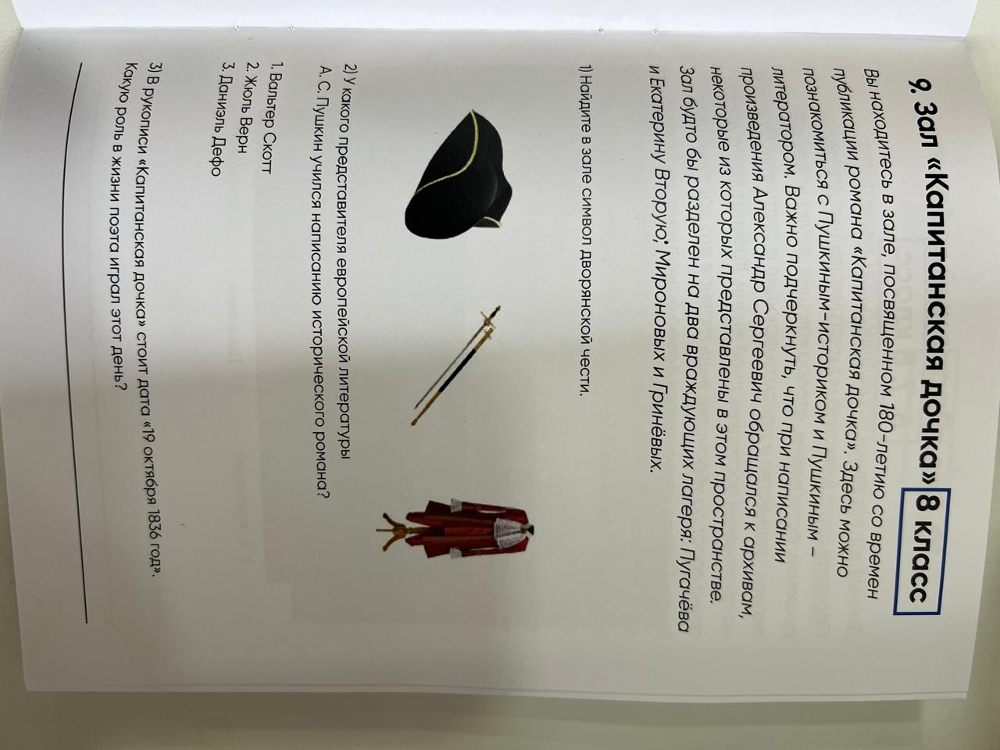 9. Зал «Капитанская дочка» 8 класс
Вы находитесь в зале, посвященном 180-летию со времен
публикации романа «Капитанская дочка». Здесь можно
познакомиться с Пушкиным-историком и Пушкиным –
литератором. Важно подчеркнуть, что при написании
произведения Александр Сергеевич обращался к архивам,
некоторые из которых представлены в этом пространстве.
Зал будто бы разделен на два враждующих лагеря: Пугачёва
и Екатерину Вторую; Мироновых и Гринёвых.
1) Найдите в зале символ дворянской чести.
2) У какого представителя европейской литературы
А. С. Пушкин учился написанию исторического романа?
1. Вальтер Скотт
2. Жюль Верн
3. Даниэль Дефо
3) В рукописи «Капитанская дочка» стоит дата «19 октября 1836 год».
Какую роль в жизни поэта играл этот день?